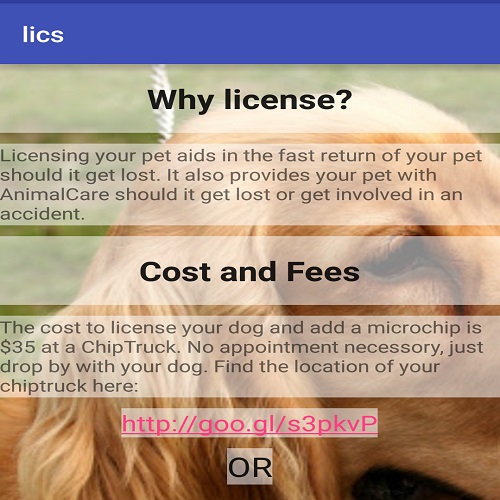 lics
Why license?
Licensing your pet aids in the fast return of your pet
should it get lost. It also provides your pet with
AnimalCare should it get lost or get involved in an
accident.
Cost and Fees
The cost to license your dog and add a microchip is
$35 at a ChipTruck. No appointment necessary, just
drop by with your dog. Find the location of your
chiptruck here:
http://goo.gl/s3pkvP
OR